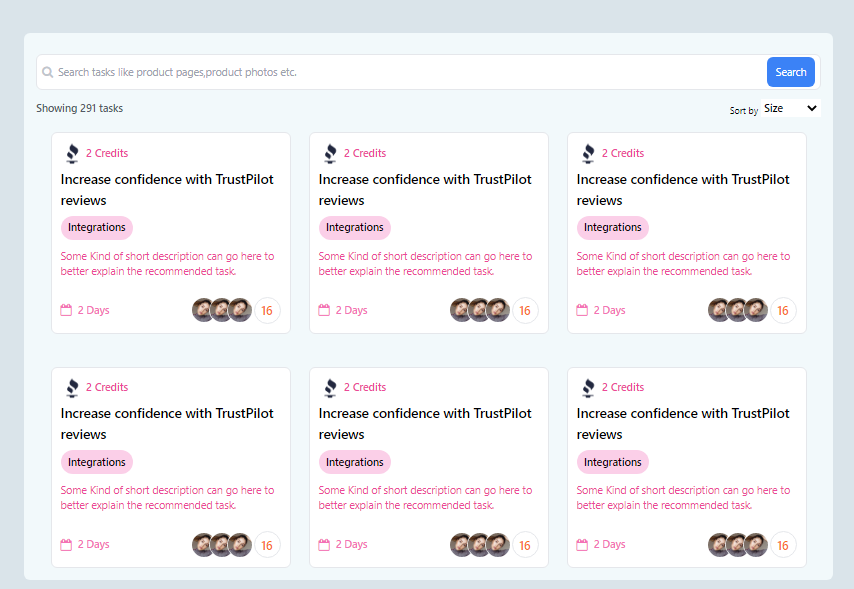 Search tasks like product pages,product photos etc.
Search
Showing 291 tasks
Sort by Size
2 Credits
Increase confidence with TrustPilot
reviews
Integrations
Some Kind of short description can go here to
better explain the recommended task.
2 Days
16
2 Credits
Increase confidence with TrustPilot
reviews
Integrations
Some Kind of short description can go here to
better explain the recommended task.
2 Days
16
2 Credits
Increase confidence with TrustPilot
reviews
Integrations
Some Kind of short description can go here to
better explain the recommended task.
2 Days
16
2 Credits
Increase confidence with TrustPilot
reviews
Integrations
Some Kind of short description can go here to
better explain the recommended task.
2 Days
16
2 Credits
Increase confidence with TrustPilot
reviews
Integrations
Some Kind of short description can go here to
better explain the recommended task.
2 Days
16
2 Credits
Increase confidence with TrustPilot
reviews
Integrations
Some Kind of short description can go here to
better explain the recommended task.
2 Days
16